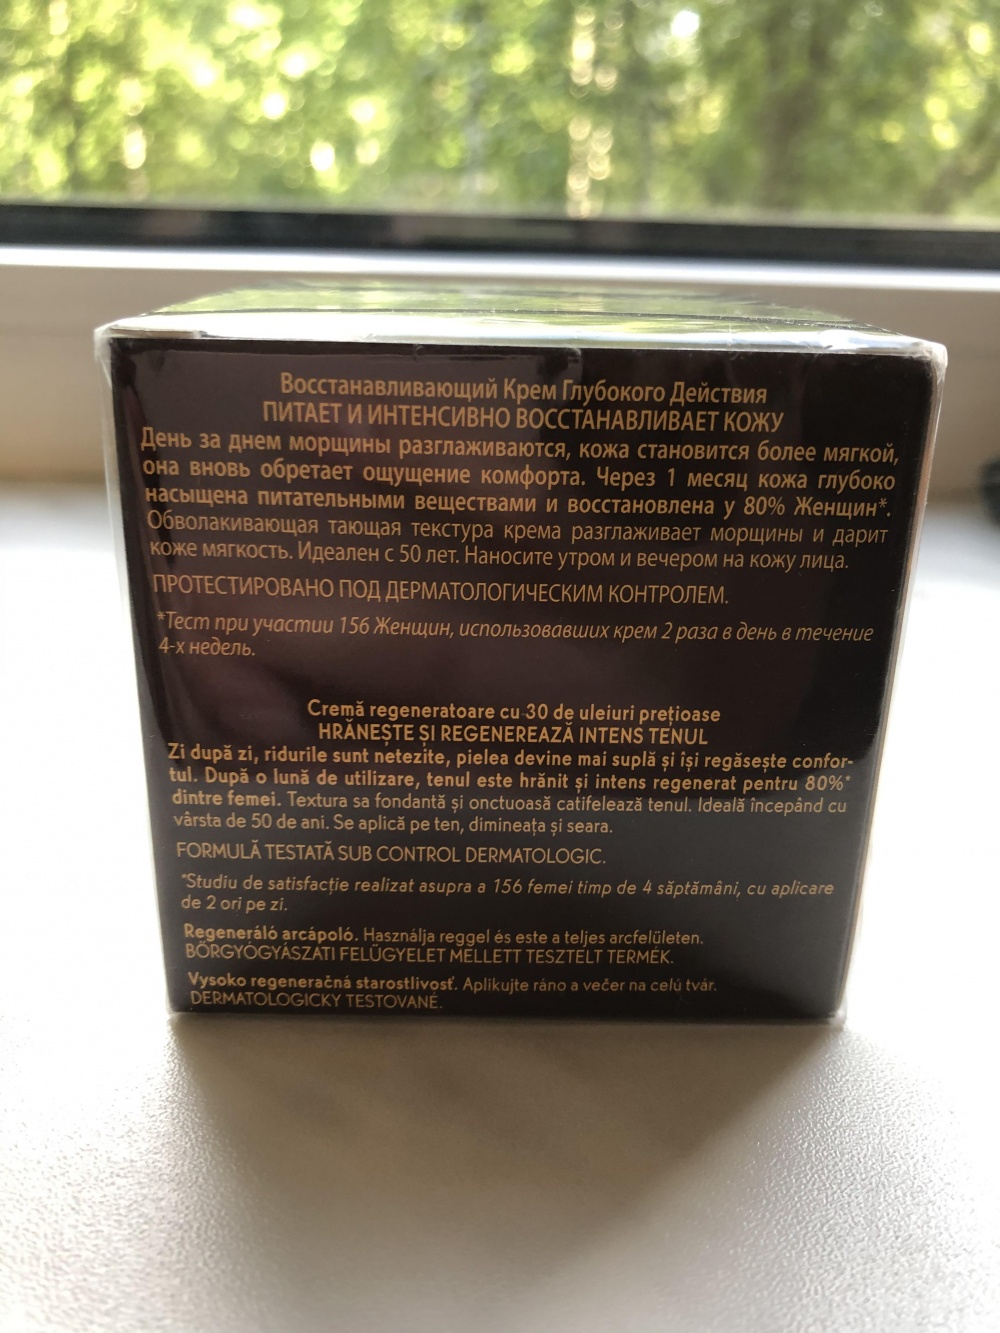 Восстанавливающий Крем Глубокого Действия
ПИТАЕТ И ИНТЕНСИВНО ВОССТАНАВЛИВАЕТ КОЖУ
День за днем морщины разглаживаются, кожа становится более мягкой,
она вновь обретает ощущение комфорта. Через 1 месяц кожа глубоко
насыщена питательными веществами и восстановлена у 80% Женщин*.
Обволакивающая тающая текстура крема разглаживает морщины и дарит
коже мягкость. Идеален с 50 лет. Наносите утром и вечером на кожу лица.
ПРОТЕСТИРОВАНО ПОД ДЕРМАТОЛОГИЧЕСКИМ КОНТРОЛЕМ.
*Тест при участии 156 Женщин, использовавших крем 2 раза в день в течение
4-х недель.
Cremă regeneratoare cu 30 de uleiuri prețioase
HRĂNEȘTE ȘI REGENEREAZĂ INTENS TENUL
Zi după zi, ridurile sunt netezite, pielea devine mai suplă și își regăsește confor-
tul. După o lună de utilizare, tenul este hrănit și intens regenerat pentru 80%*
dintre femei. Textura sa fondantă și onctuoasă catifelează tenul. Ideală începând cu
vârsta de 50 de ani. Se aplică pe ten, dimineața și seara.
FORMULĂ TESTATĂ SUB CONTROL DERMATOLOGIC.
*Studiu de satisfacție realizat asupra a 156 femei timp de 4 săptămâni, cu aplicare
de 2 ori pe zi.
Regeneráló arcápoló. Használja reggel és este a teljes arcfelületen.
BŐRGYÓGYÁSZATI FELÜGYELET MELLETT TESZTELT TERMÉK.
Vysoko regeneračná starostlivosť. Aplikujte ráno a večer na celú tvár.
DERMATOLOGICKY TESTOVANÉ.